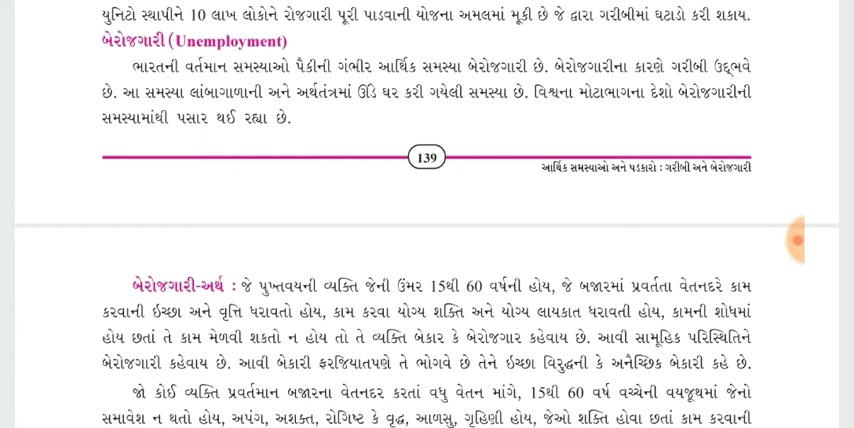 યુનિટો સ્થાપીને 10 લાખ લોકોને રોજગારી પૂરી પાડવાની યોજના અમલમાં મૂકી છે જે દ્વારા ગરીબીમાં ઘટાડો કરી શકાય.
બેરોજગારી (Unemployment)
ભારતની વર્તમાન સમસ્યાઓ પૈકીની ગંભીર આર્થિક સમસ્યા બેરોજગારી છે. બેરોજગારીના કારણે ગરીબી ઉદ્દ્ભવે
છે. આ સમસ્યા લાંબાગાળાની અને અર્થતંત્રમાં ઊંડે ઘર કરી ગયેલી સમસ્યા છે. વિશ્વના મોટાભાગના દેશો બેરોજગારીની
સમસ્યામાંથી પસાર થઈ રહ્યા છે.
139
આર્થિક સમસ્યાઓ અને પડકારો : ગરીબી અને બેરોજગારી
બેરોજગારી-અર્થ : જે પુખ્તવયની વ્યક્તિ જેની ઉંમર 15થી 60 વર્ષની હોય, જે બજારમાં પ્રવર્તતા વેતનદરે કામ
કરવાની ઇચ્છા અને વૃત્તિ ધરાવતો હોય, કામ કરવા યોગ્ય શક્તિ અને યોગ્ય લાયકાત ધરાવતી હોય, કામની શોધમાં
હોય છતાં તે કામ મેળવી શકતો ન હોય તો તે વ્યક્તિ બેકાર કે બેરોજગાર કહેવાય છે. આવી સામૂહિક પરિસ્થિતિને
બેરોજગારી કહેવાય છે. આવી બેકારી ફરજિયાતપણે તે ભોગવે છે તેને ઇચ્છા વિરુદ્ધની કે અનૈચ્છિક બેકારી કહે છે.
જો કોઈ વ્યક્તિ પ્રવર્તમાન બજારના વેતનદર કરતાં વધુ વેતન માંગે, 15થી 60 વર્ષ વચ્ચેની વયજૂથમાં જેનો
સમાવેશ ન થતો હોય, અપંગ, અશક્ત, રોગિષ્ટ કે વૃદ્ધ, આળસુ, ગૃહિણી હોય, જેઓ શક્તિ હોવા છતાં કામ કરવાની